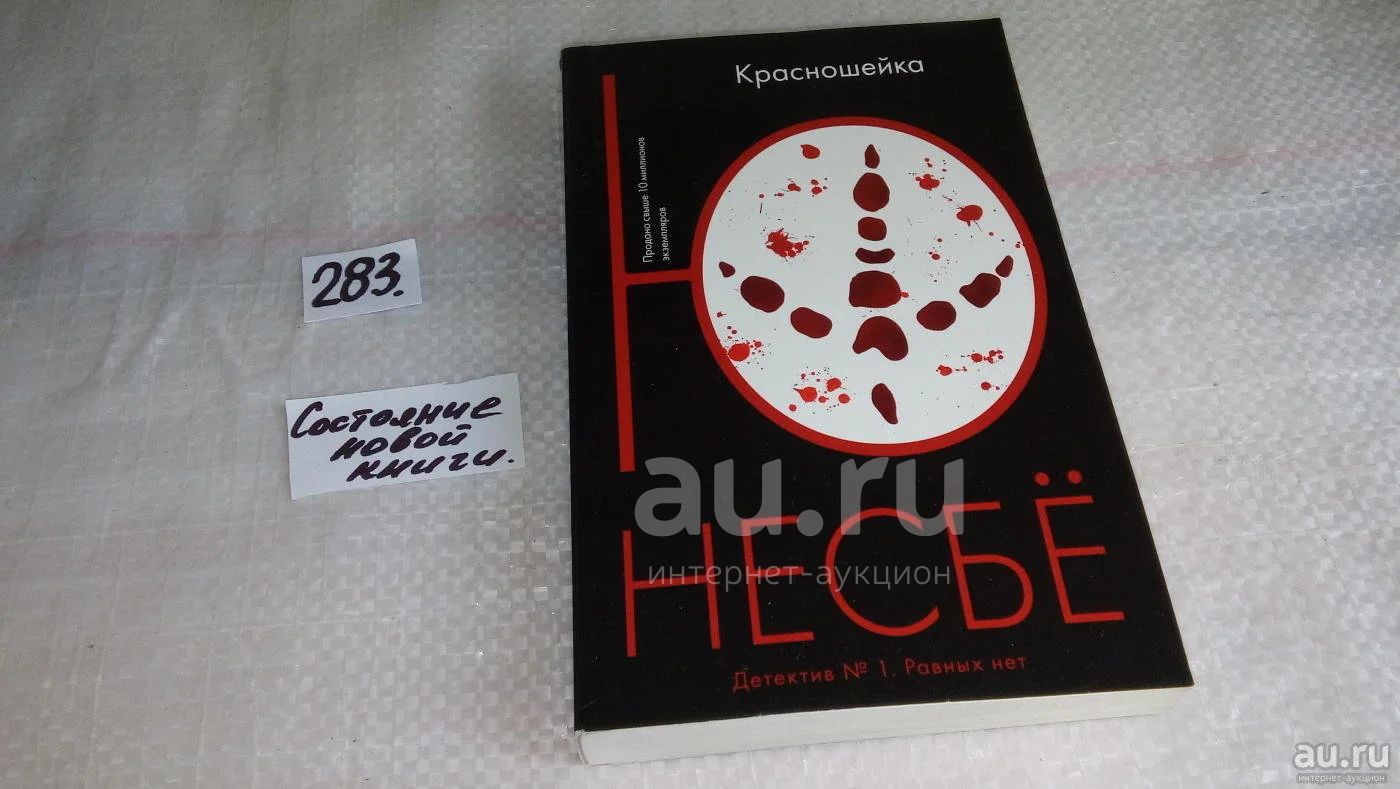 Красношейка
Ю
Продано свыше 10 миллионов
экземпляров
283.
Состояние
новой
книги.
au.ru
интернет-аукцион
НЕСБЁ
Детектив № 1. Равных нет
au.ru
интернет-аукцион